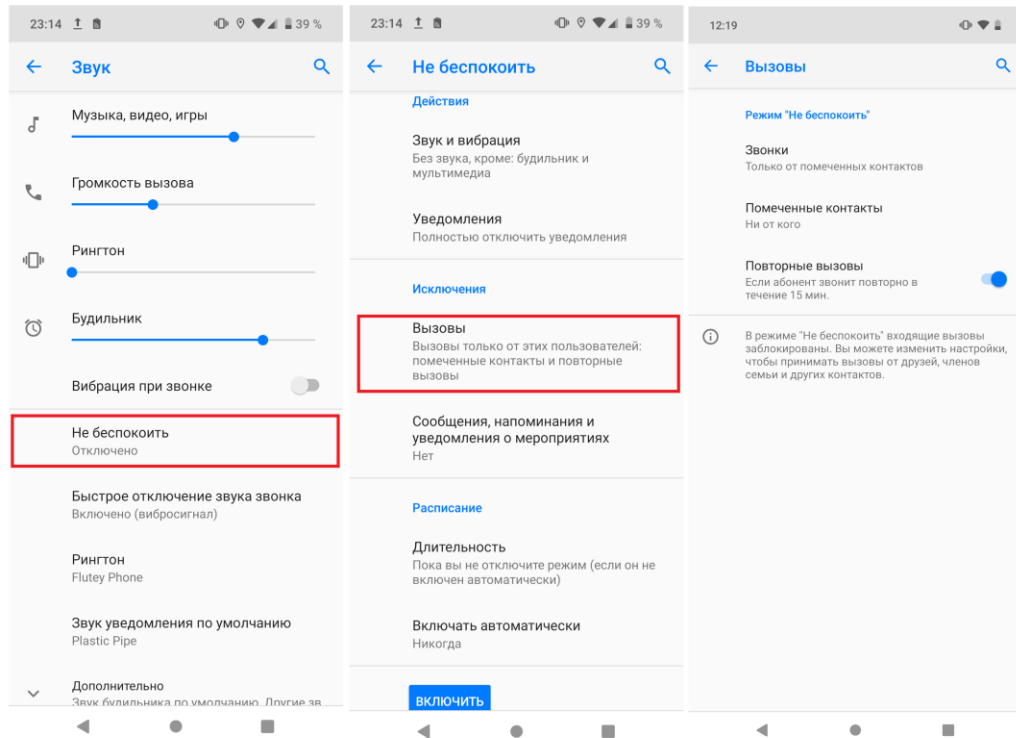 23:14 39 %
Звук
Музыка, видео, игры
Громкость вызова
Рингтон
Будильник
Вибрация при звонке
Не беспокоить
Отключено
Быстрое отключение звука звонка
Включено (вибросигнал)
Рингтон
Flutey Phone
Звук уведомления по умолчанию
Plastic Pipe
Дополнительно
Звук будильника по умолчанию, Другие зв
23:14 39 %
Не беспокоить
Действия
Звук и вибрация
Без звука, кроме: будильник и
мультимедиа
Уведомления
Полностью отключить уведомления
Исключения
Вызовы
Вызовы только от этих пользователей:
помеченные контакты и повторные
вызовы
Сообщения, напоминания и
уведомления о мероприятиях
Нет
Расписание
Длительность
Пока вы не отключите режим (если он не
включен автоматически)
Включать автоматически
Никогда
ВКЛЮЧИТЬ
12:19
Вызовы
Режим "Не беспокоить"
Звонки
Только от помеченных контактов
Помеченные контакты
Ни от кого
Повторные вызовы
Если абонент звонит повторно в
течение 15 мин.
В режиме "Не беспокоить" входящие вызовы
заблокированы. Вы можете изменить настройки,
чтобы принимать вызовы от друзей, членов
семьи и других контактов.